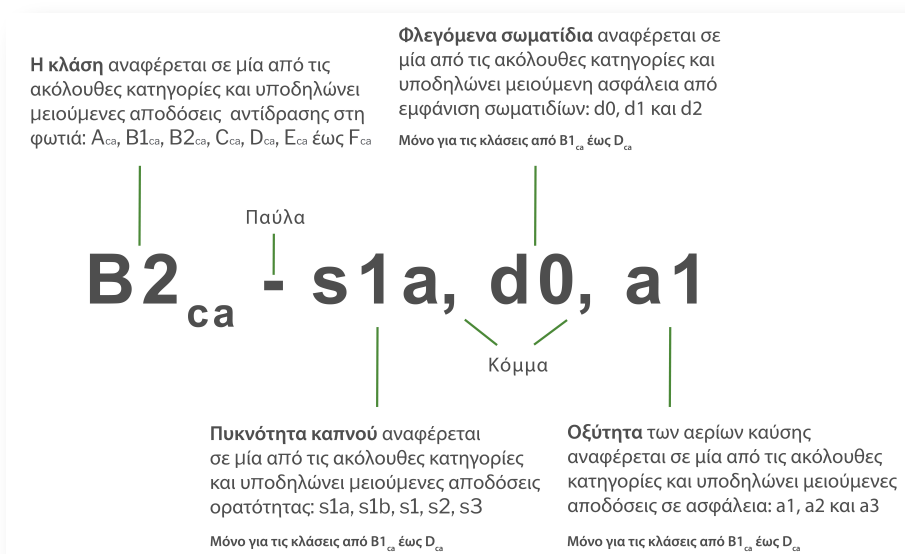 Η κλάση αναφέρεται σε μία από τις
ακόλουθες κατηγορίες και υποδηλώνει
μειούμενες αποδόσεις αντίδρασης στη
φωτιά: Aca, B1ca, B2ca, Cca, Dca, Eca έως Fca
Φλεγόμενα σωματίδια αναφέρεται σε
μία από τις ακόλουθες κατηγορίες και
υποδηλώνει μειούμενη ασφάλεια από
εμφάνιση σωματιδίων: d0, d1 και d2
Μόνο για τις κλάσεις από B1ca έως Dca
Παύλα
B2ca - s1a, d0, a1
Κόμμα
Πυκνότητα καπνού αναφέρεται
σε μία από τις ακόλουθες κατηγορίες
και υποδηλώνει μειούμενες αποδόσεις
ορατότητας: s1a, s1b, s1, s2, s3
Μόνο για τις κλάσεις από B1ca έως Dca
Οξύτητα των αερίων καύσης
αναφέρεται σε μία από τις ακόλουθες
κατηγορίες και υποδηλώνει μειούμενες
αποδόσεις σε ασφάλεια: a1, a2 και a3
Μόνο για τις κλάσεις από B1ca έως Dca